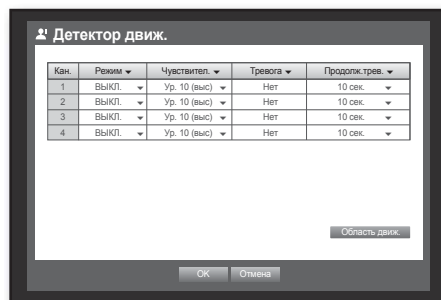 Детектор движ.
Кан. Режим Чувствител. Тревога Продолж.трев.
1 ВЫКЛ. Ур. 10 (выс) Нет 10 сек.
2 ВЫКЛ. Ур. 10 (выс) Нет 10 сек.
3 ВЫКЛ. Ур. 10 (выс) Нет 10 сек.
4 ВЫКЛ. Ур. 10 (выс) Нет 10 сек.
Область движ.
OK Отмена